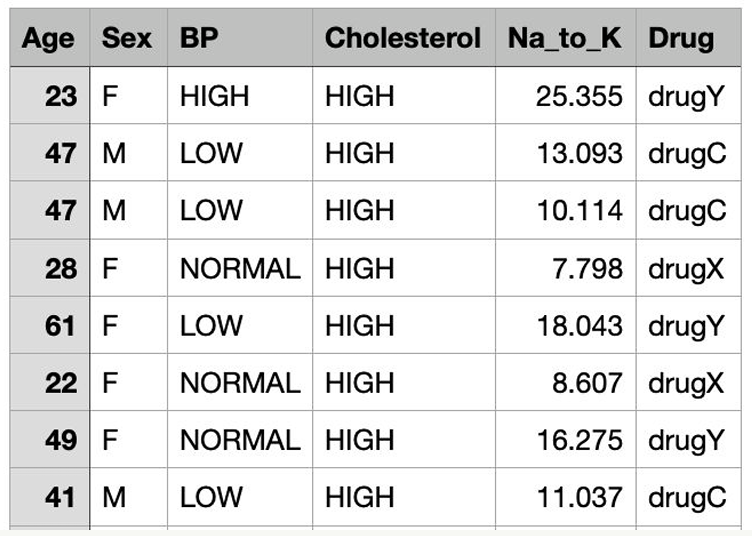 Age Sex BP Cholesterol Na_to_K Drug
23 F HIGH HIGH 25.355 drugY
47 M LOW HIGH 13.093 drugC
47 M LOW HIGH 10.114 drugC
28 F NORMAL HIGH 7.798 drugX
61 F LOW HIGH 18.043 drugY
22 F NORMAL HIGH 8.607 drugX
49 F NORMAL HIGH 16.275 drugY
41 M LOW HIGH 11.037 drugC